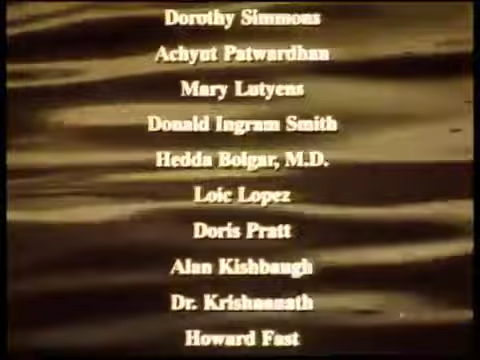 Dorothy Simmons
Achyut Patwardhan
Mary Lutyens
Donald Ingram Smith
Hedda Bolgar, M.D.
Loic Lopez
Doris Pratt
Alan Kishbaugh
Dr. Krishnanath
Howard Fast